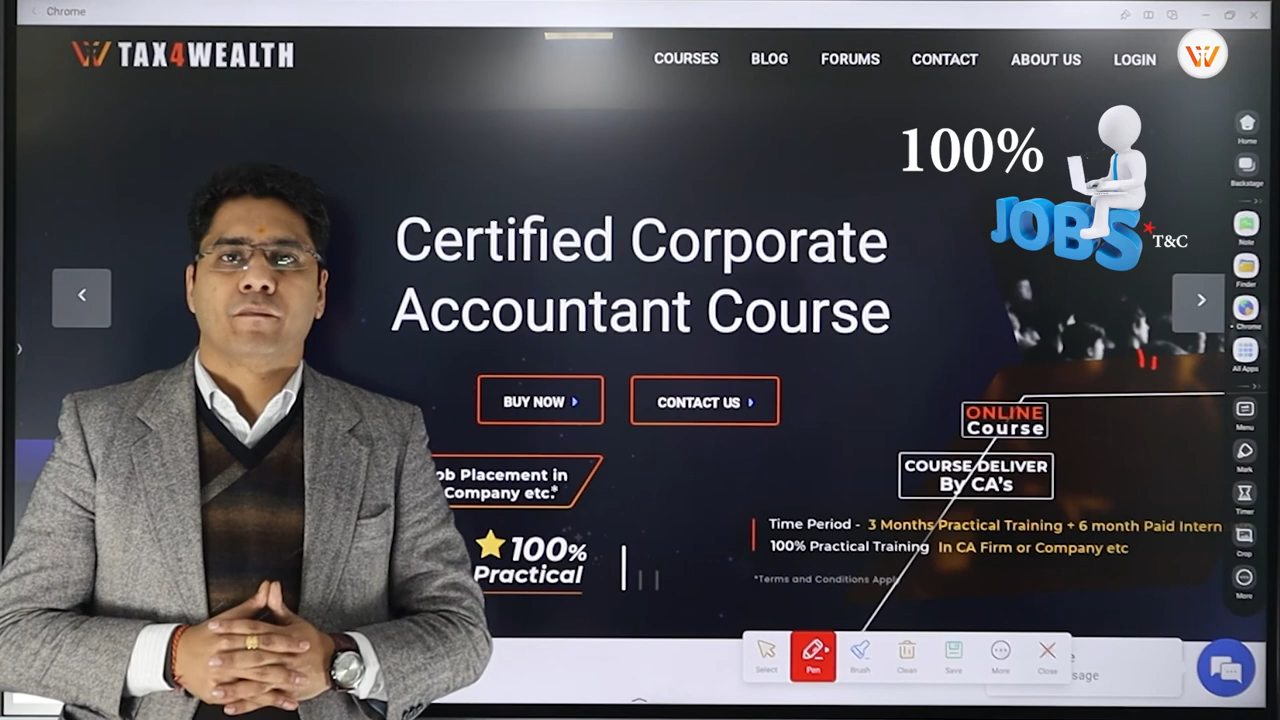 Chrome
TAX4WEALTH
COURSES BLOG FORUMS CONTACT ABOUT US LOGIN
100%
JOBS
*T&C
Certified Corporate
Accountant Course
BUY NOW
CONTACT US
ONLINE
Course
COURSE DELIVER
By CA's
ob Placement in
Company etc.*
100%
Practical
Time Period - 3 Months Practical Training + 6 month Paid Intern
100% Practical Training In CA Firm or Company etc
*Terms and Conditions Apply
Home
Backstage
Note
Finder
Chrome
All Apps
Menu
Mark
Timer
Crop
More
Select
Pen
Brush
Clean
Save
More
Close
e
sage